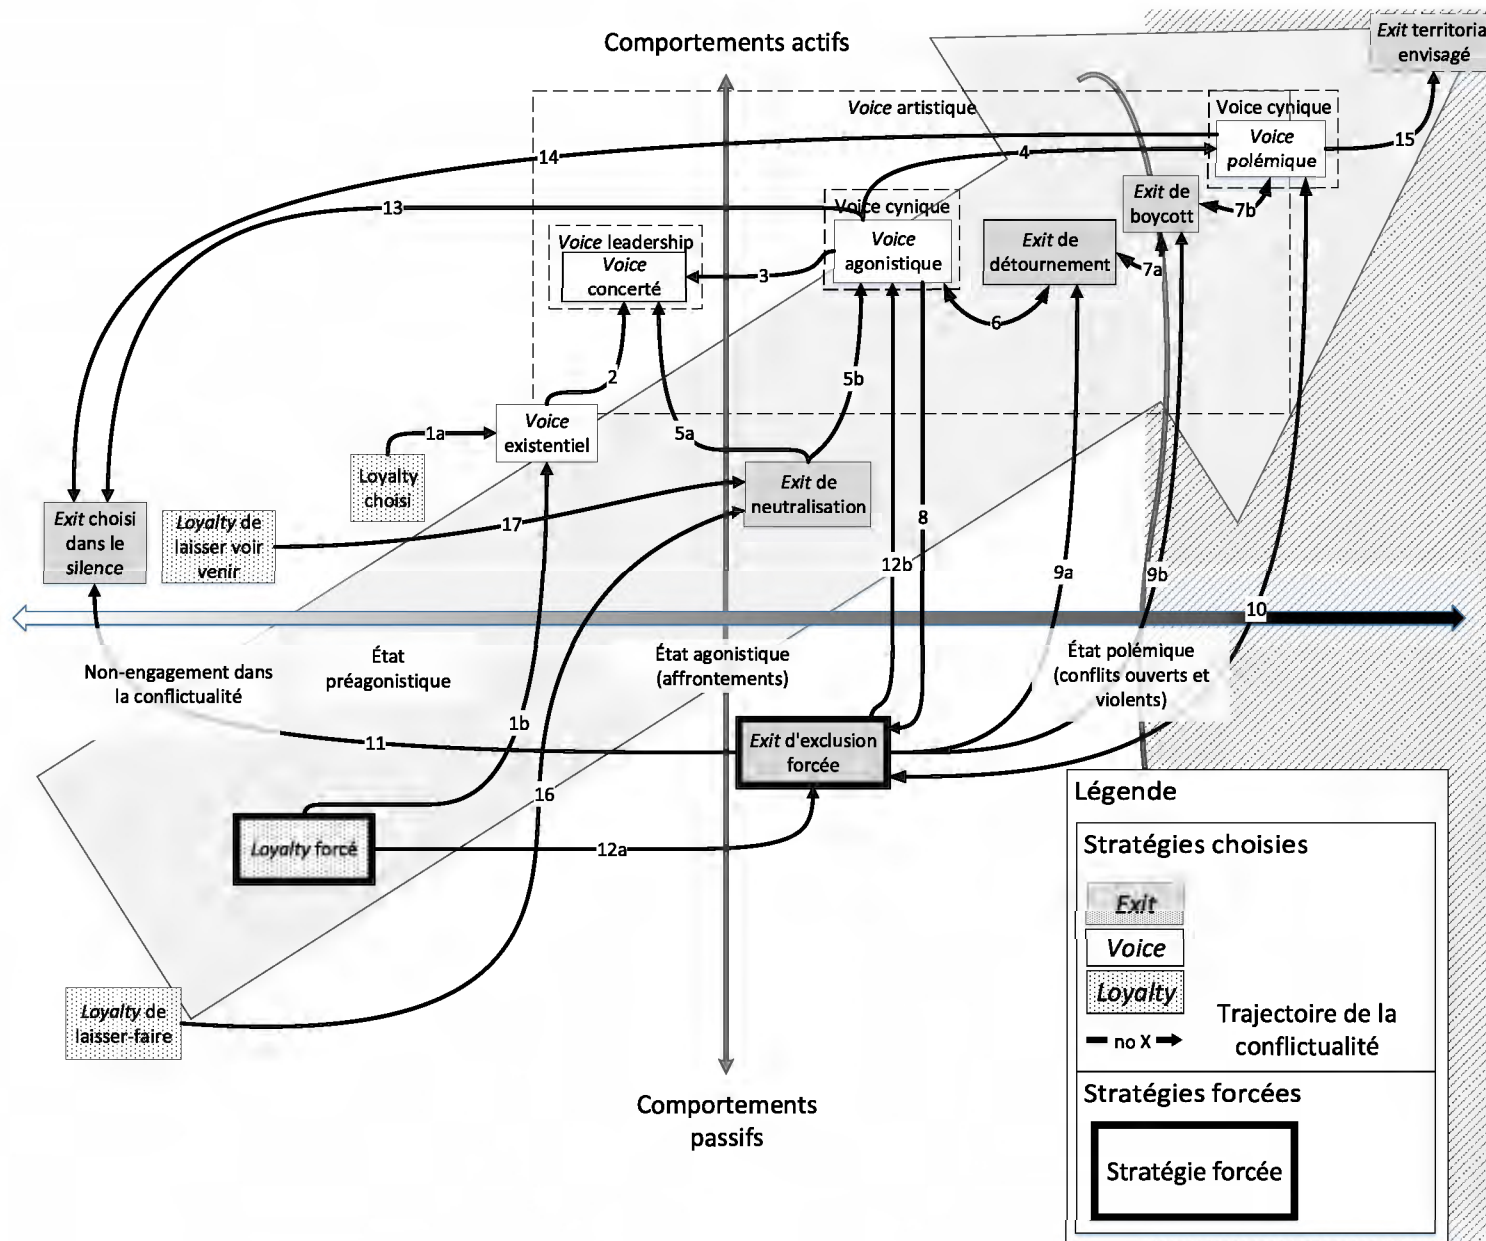 Comportements actifs
Exit territoria
envisagé
Voice artistique
Voice cynique
Voice
polémique
15
14
4
Exit de
boycott
7b
13
Voice cynique
Voice
agonistique
Exit de
détournement
7a
Voice leadership
Voice
concerté
3
6
2
5b
1a
Voice
existentiel
5a
Loyalty
choisi
Exit de
neutralisation
Exit choisi
dans le
silence
Loyalty de
laisser voir
venir
17
8
12b
9a
9b
10
Non-engagement dans
la conflictualité
État
préagonistique
État agonistique
(affrontements)
État polémique
(conflits ouverts et
violents)
1b
11
Exit d'exclusion
forcée
16
Loyalty forcé
12a
Loyalty de
laisser-faire
Comportements
passifs
Légende
Stratégies choisies
Exit
Voice
Loyalty
no X
Trajectoire de la
conflictualité
Stratégies forcées
Stratégie forcée